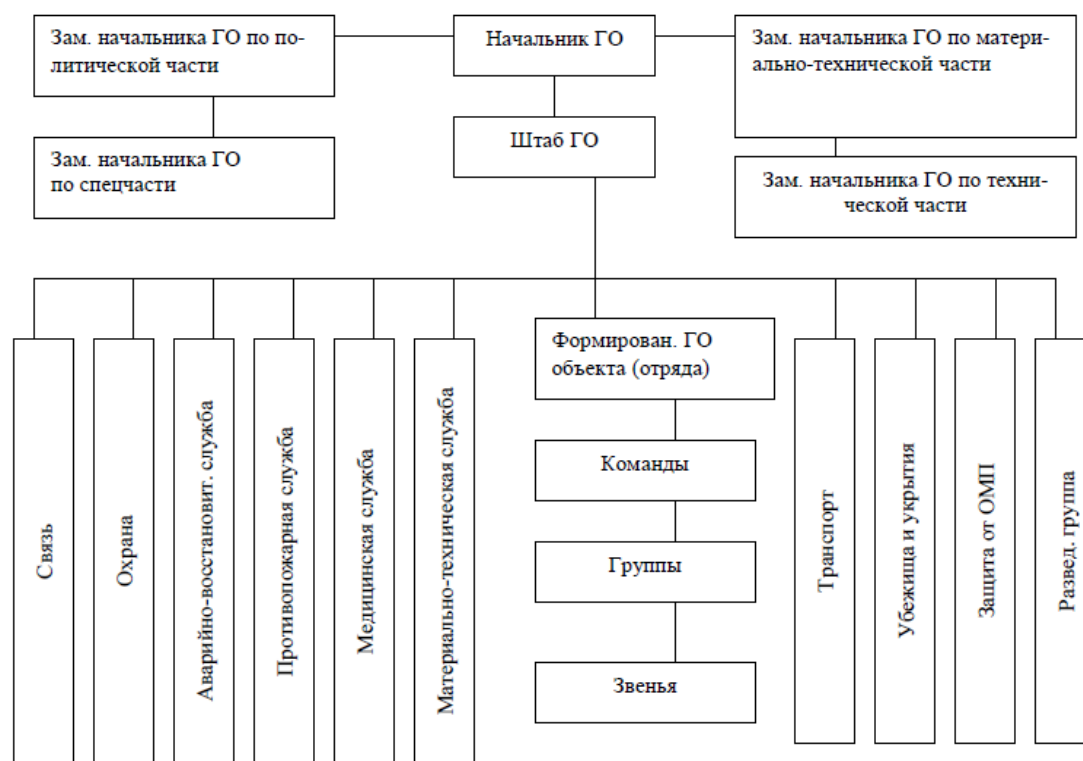 Зам. начальника ГО по по-
литической части
Начальник ГО
Зам. начальника ГО по матери-
ально-технической части
Штаб ГО
Зам. начальника ГО
по спецчасти
Зам. начальника ГО по техни-
ческой части
Связь
Охрана
Аварийно-восстановит. служба
Противопожарная служба
Медицинская служба
Материально-техническая служба
Формирован. ГО
объекта (отряда)
Команды
Группы
Звенья
Транспорт
Убежища и укрытия
Защита от ОМП
Развед. группа